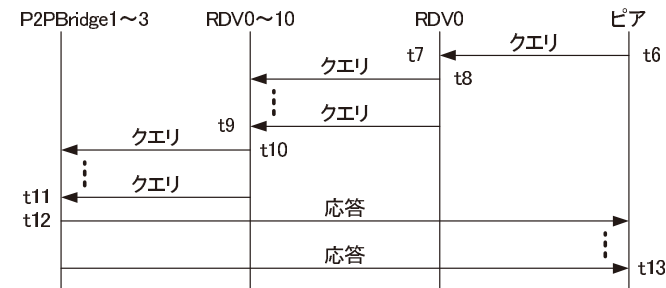 P2PBridge1～3 RDV0～10 RDV0 ピア
クエリ
t6
t7
クエリ
t8
クエリ
t9
クエリ
t10
クエリ
t11
応答
t12
応答
t13